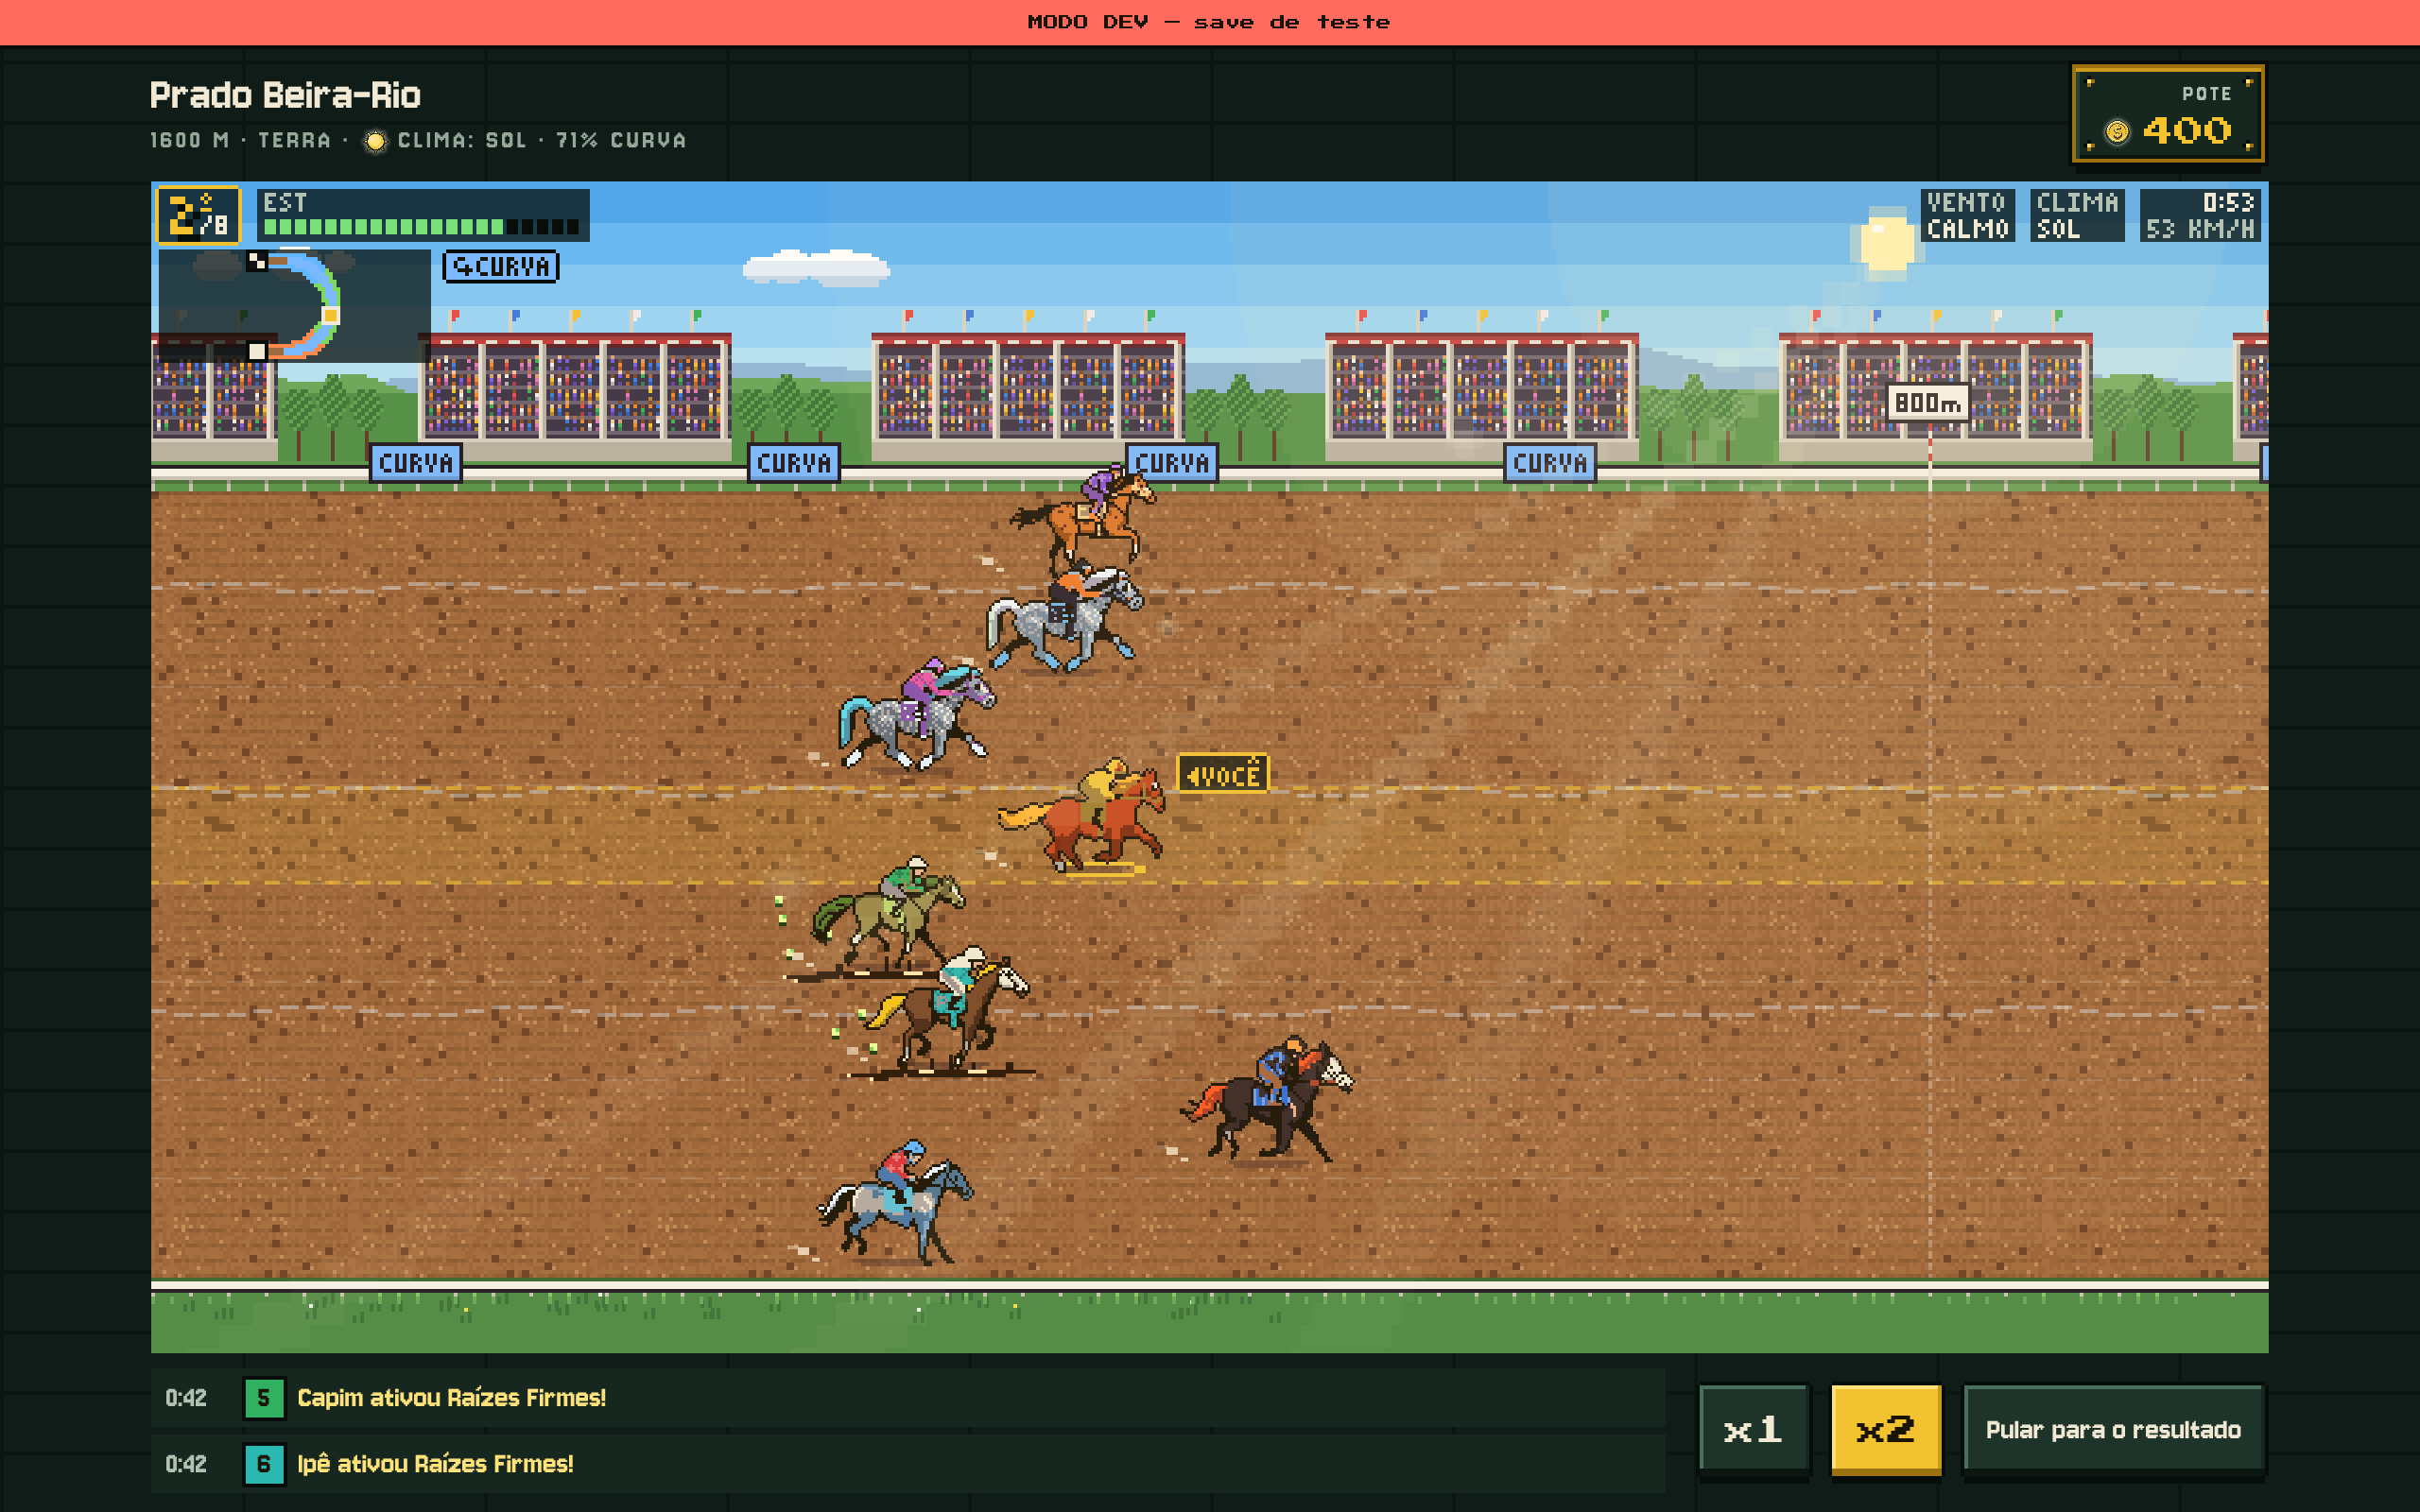 MODO DEV — save de teste
Prado Beira-Rio
1600 M · TERRA · CLIMA: SOL · 71% CURVA
POTE
400
2º/8
EST
VENTO
CALMO
CLIMA
SOL
0:53
53 KM/H
CURVA
800m
CURVA
CURVA
CURVA
CURVA
VOCÊ
0:42 5 Capim ativou Raízes Firmes!
0:42 6 Ipê ativou Raízes Firmes!
x1
x2
Pular para o resultado